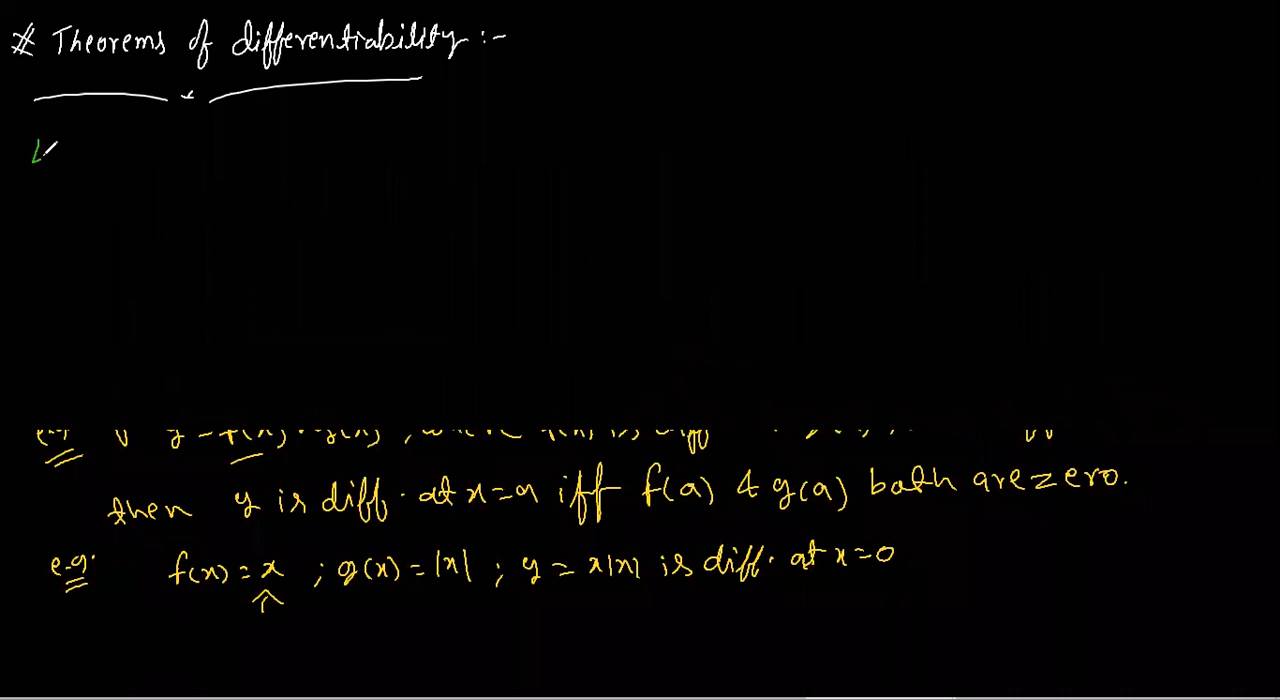 # Theorems of differentiability :-
then y is diff. at x=a iff f(a) & g(a) both are zero.
e.g. f(x) = x ; g(x) = |x| ; y = x|x| is diff. at x=0